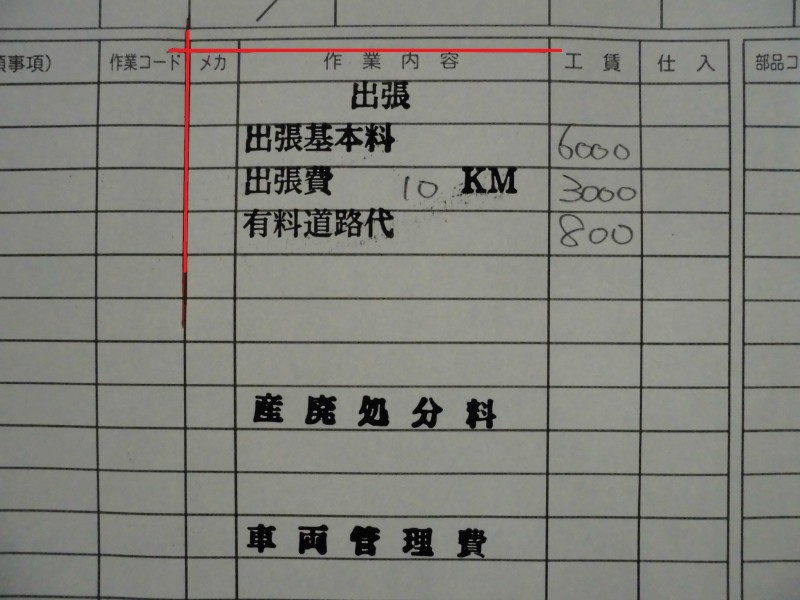 頁事項) 作業コード メカ 作業内容 工賃 仕入 部品コ
出張
出張基本料 6000
出張費 10 KM 3000
有料道路代 800
産廃処分料
車両管理費